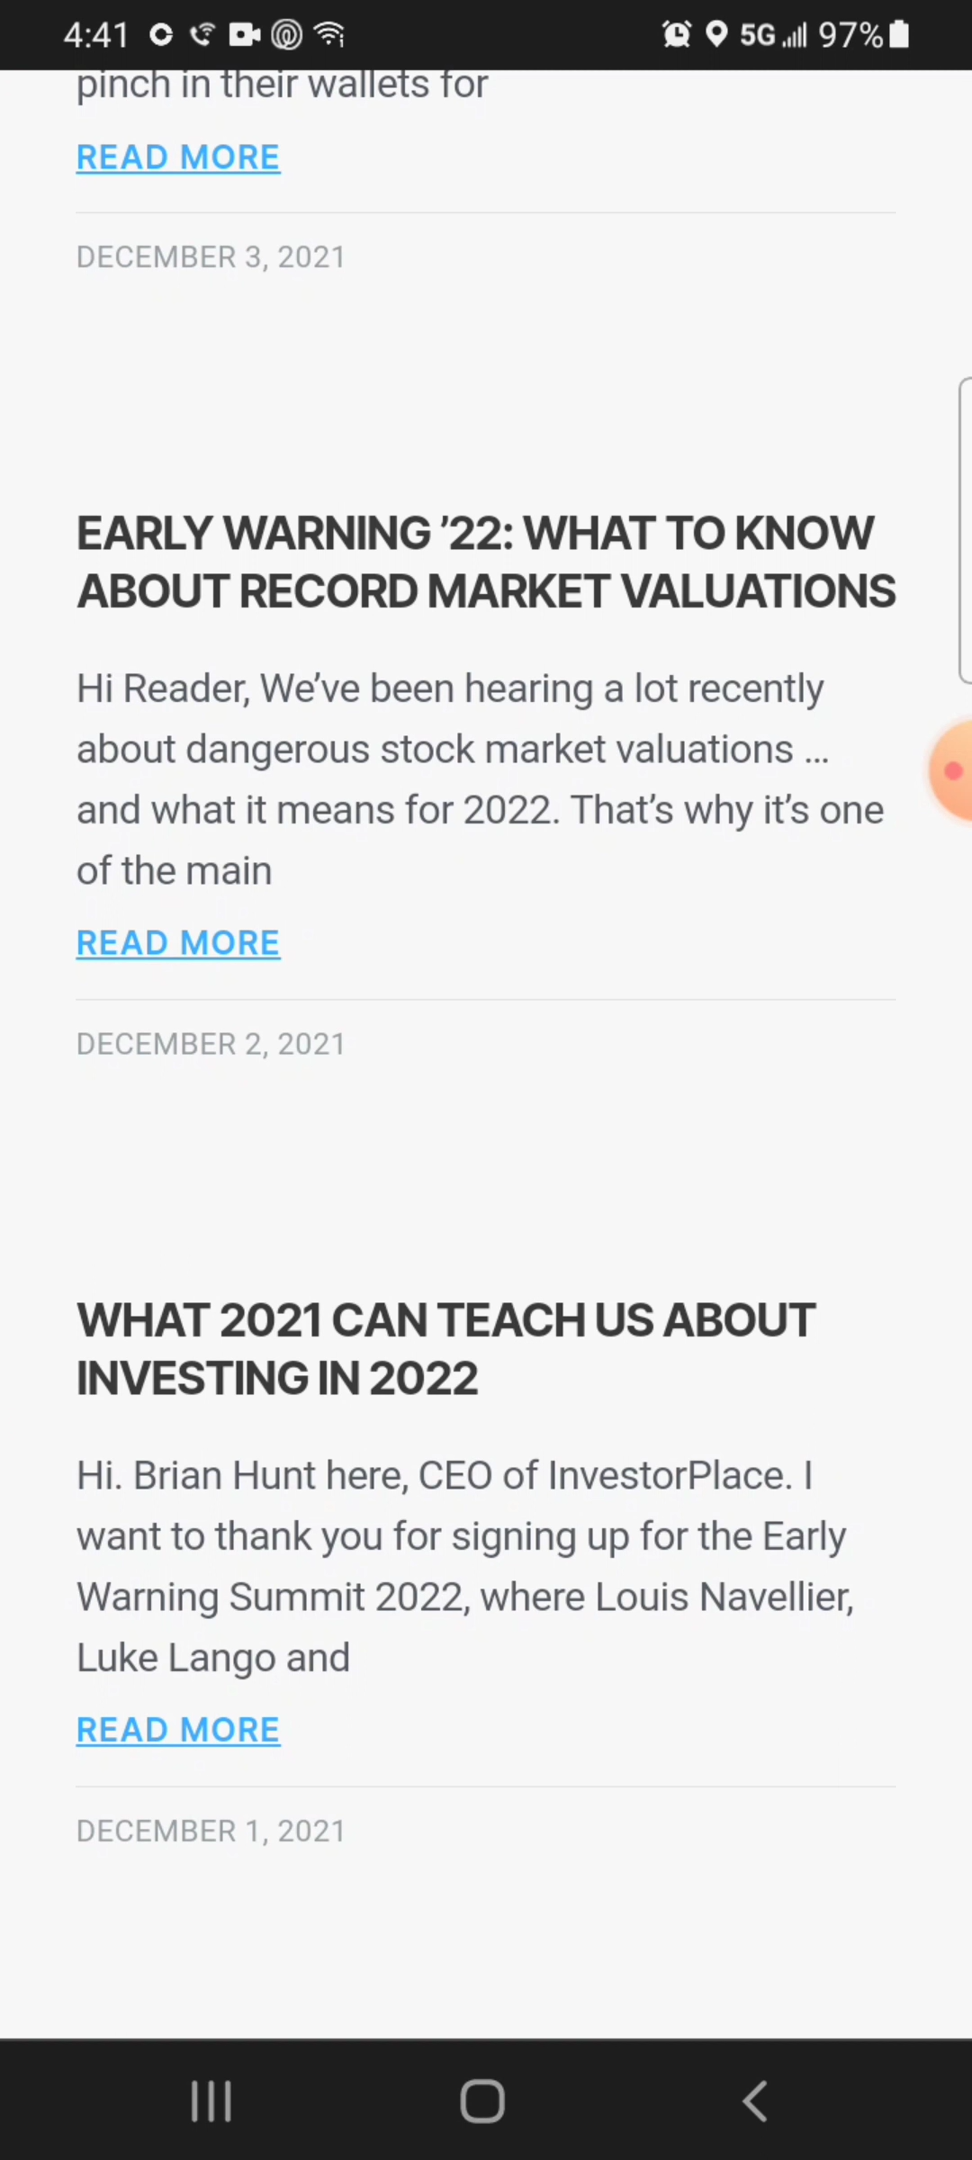 4:41
5G 97%
pinch in their wallets for
READ MORE
DECEMBER 3, 2021
EARLY WARNING ’22: WHAT TO KNOW
ABOUT RECORD MARKET VALUATIONS
Hi Reader, We’ve been hearing a lot recently
about dangerous stock market valuations ...
and what it means for 2022. That’s why it’s one
of the main
READ MORE
DECEMBER 2, 2021
WHAT 2021 CAN TEACH US ABOUT
INVESTING IN 2022
Hi. Brian Hunt here, CEO of InvestorPlace. I
want to thank you for signing up for the Early
Warning Summit 2022, where Louis Navellier,
Luke Lango and
READ MORE
DECEMBER 1, 2021